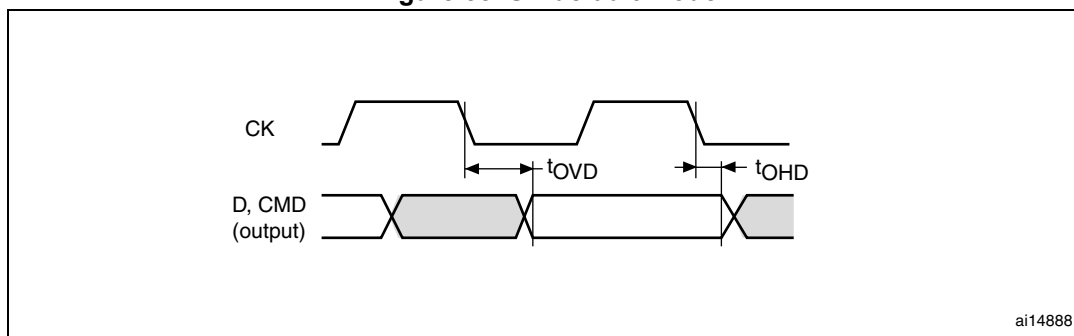 CK
tOVD
tOHD
D, CMD
(output)
ai14888